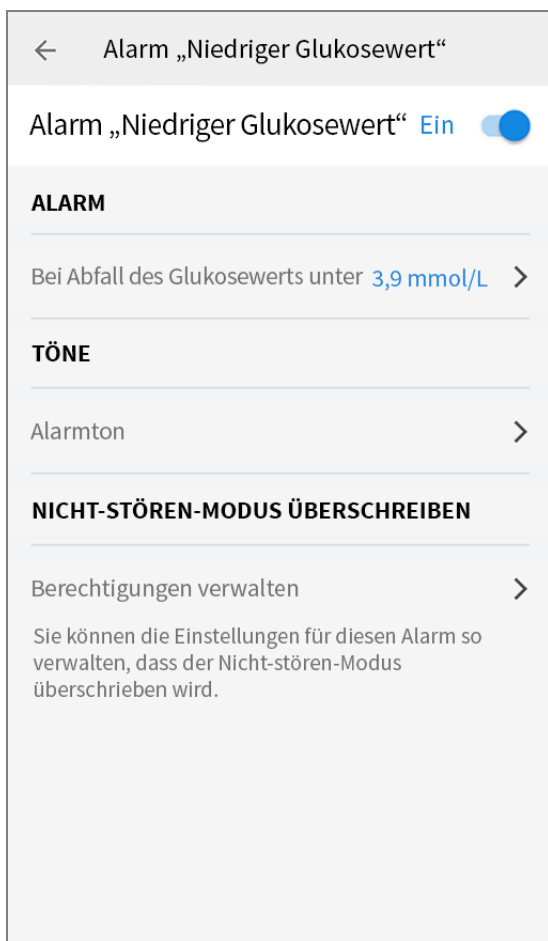 Alarm „Niedriger Glukosewert“
Alarm „Niedriger Glukosewert“ Ein
ALARM
Bei Abfall des Glukosewerts unter 3,9 mmol/L
TÖNE
Alarmton
NICHT-STÖREN-MODUS ÜBERSCHREIBEN
Berechtigungen verwalten
Sie können die Einstellungen für diesen Alarm so
verwalten, dass der Nicht-stören-Modus
überschrieben wird.